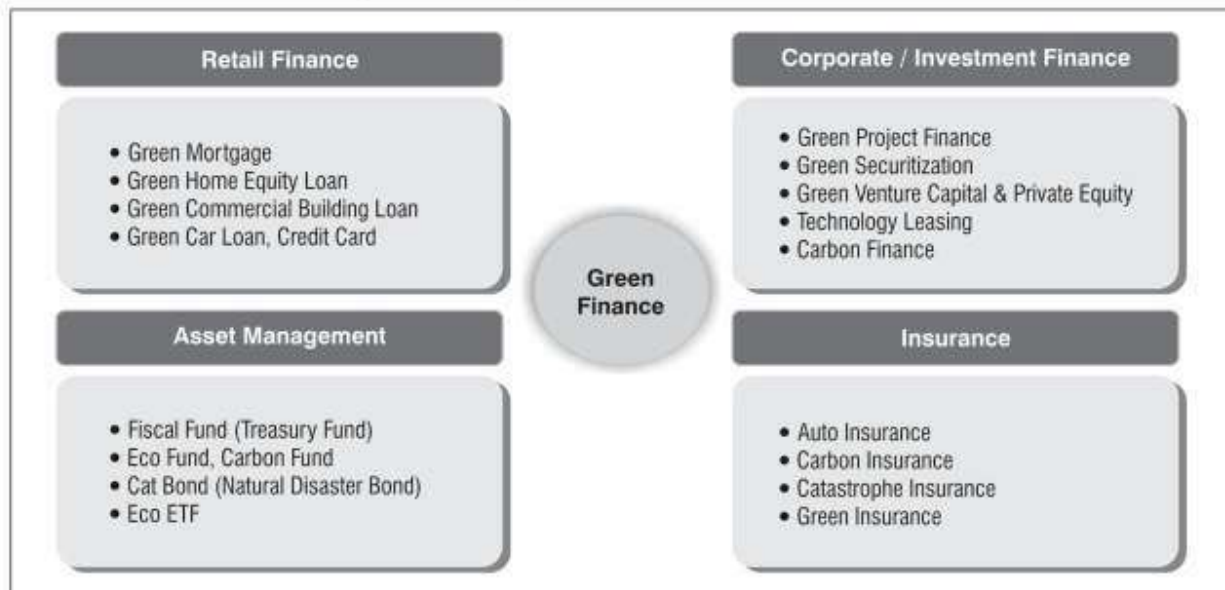 Retail Finance
• Green Mortgage
• Green Home Equity Loan
• Green Commercial Building Loan
• Green Car Loan, Credit Card
Corporate / Investment Finance
• Green Project Finance
• Green Securitization
• Green Venture Capital & Private Equity
• Technology Leasing
• Carbon Finance
Green
Finance
Asset Management
• Fiscal Fund (Treasury Fund)
• Eco Fund, Carbon Fund
• Cat Bond (Natural Disaster Bond)
• Eco ETF
Insurance
• Auto Insurance
• Carbon Insurance
• Catastrophe Insurance
• Green Insurance